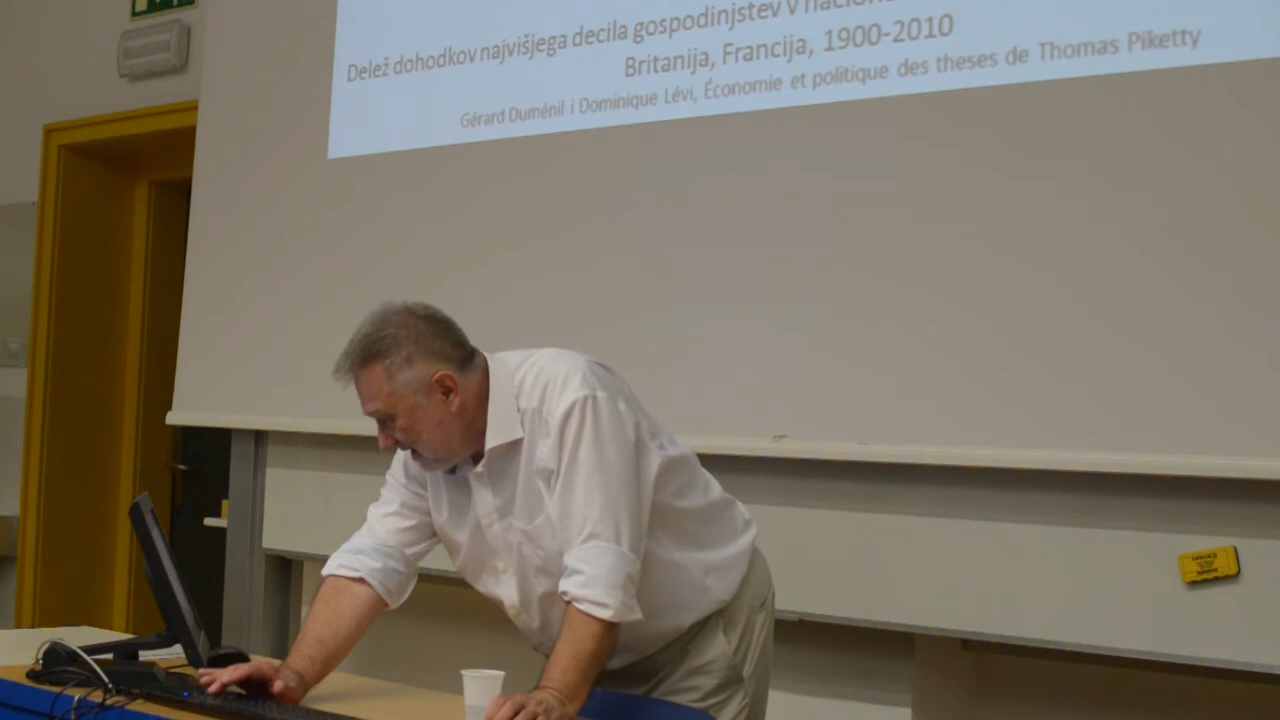 Delež dohodkov najvišjega decila gospodinjstev v
Britanija, Francija, 1900-2010
Gérard Duménil i Dominique Lévi, Économie et politique des theses de Thomas Piketty